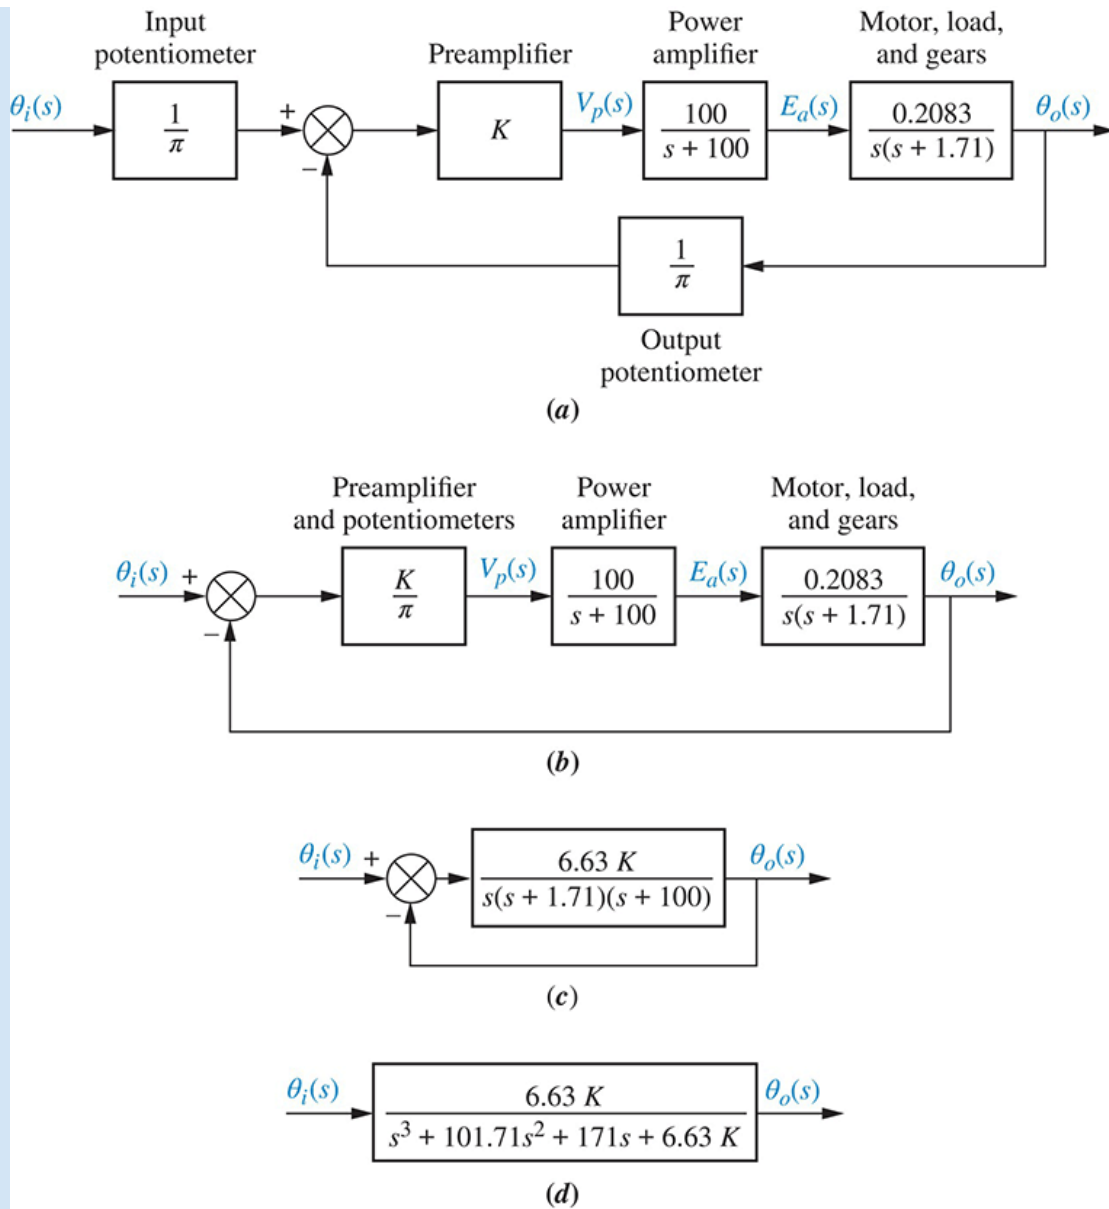 Input
potentiometer
Preamplifier
Power
amplifier
Motor, load,
and gears
θi(s)
1
π
+
−
K
Vp(s)
100
s + 100
Ea(s)
0.2083
s(s + 1.71)
θo(s)
1
π
Output
potentiometer
(a)
Preamplifier
and potentiometers
Power
amplifier
Motor, load,
and gears
θi(s)
+
−
K
π
Vp(s)
100
s + 100
Ea(s)
0.2083
s(s + 1.71)
θo(s)
(b)
θi(s)
+
−
6.63 K
s(s + 1.71)(s + 100)
θo(s)
(c)
θi(s)
6.63 K
s³ + 101.71s² + 171s + 6.63 K
θo(s)
(d)